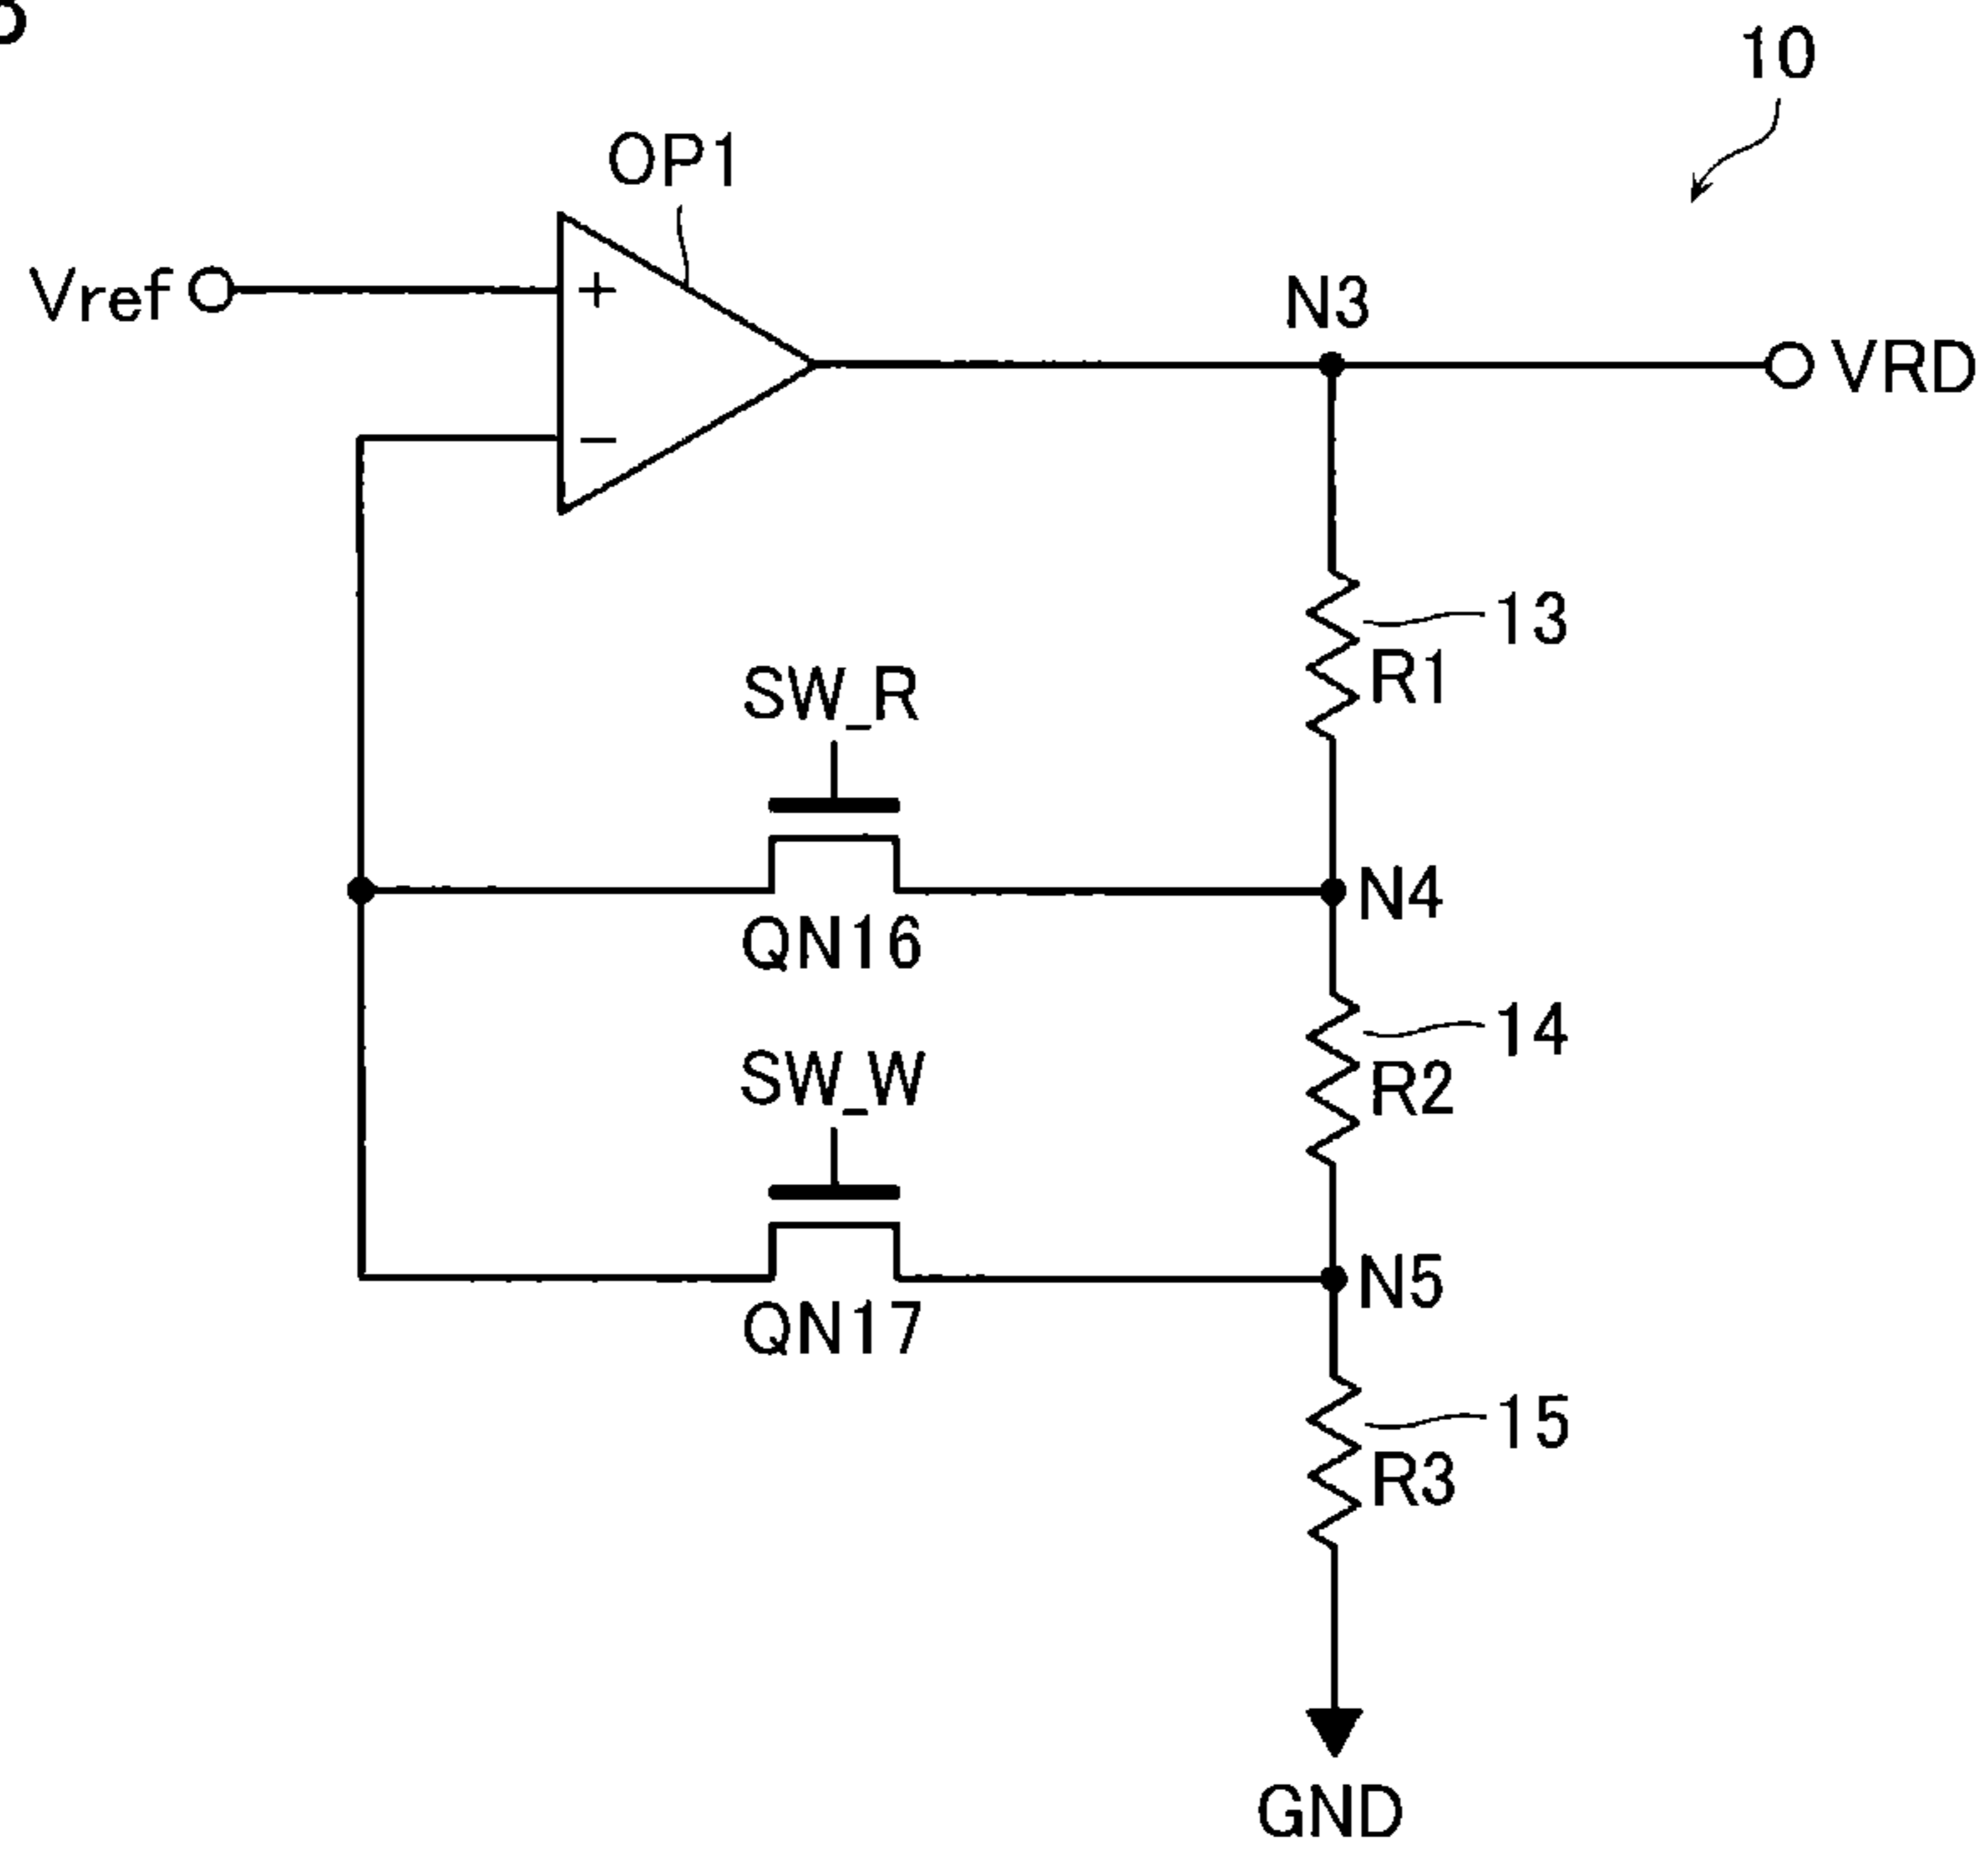 10
OP1
Vref
+
−
N3
VRD
13
R1
SW_R
N4
QN16
14
R2
SW_W
N5
QN17
15
R3
GND